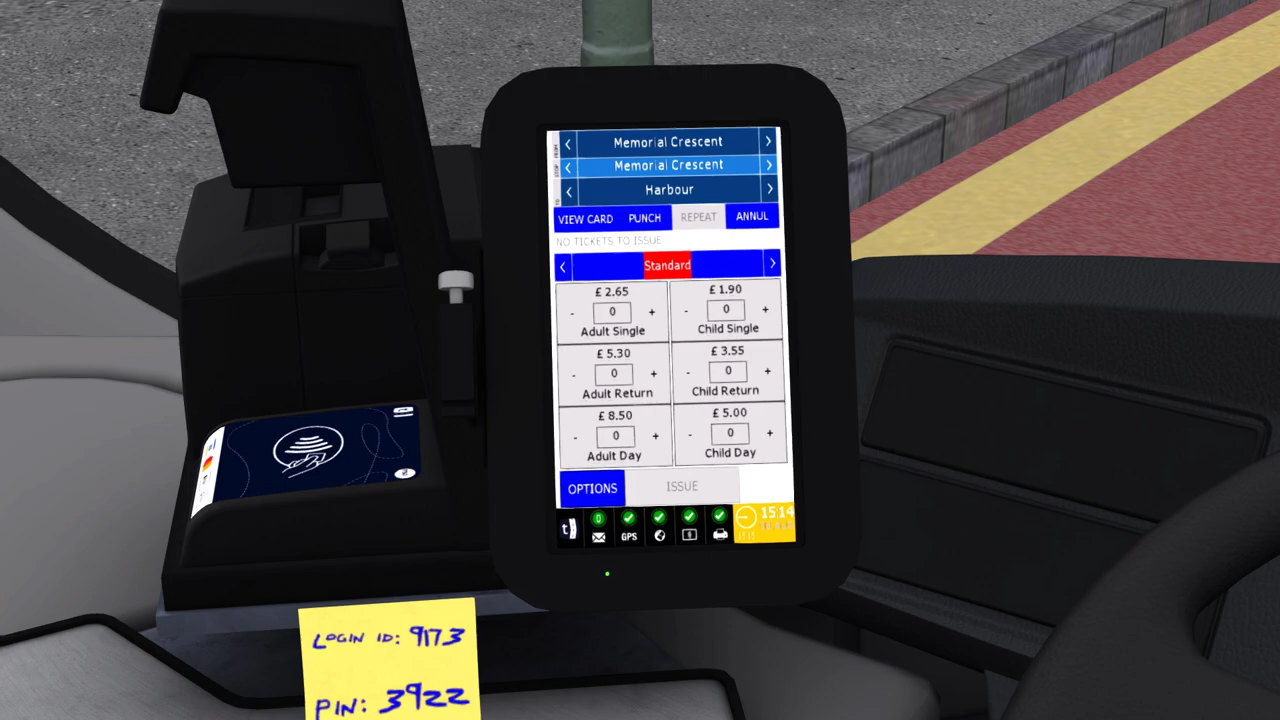 Memorial Crescent
Memorial Crescent
Harbour
VIEW CARD PUNCH REPEAT ANNUL
NO TICKETS TO ISSUE
Standard
£ 2.65 £ 1.90
- 0 + - 0 +
Adult Single Child Single
£ 5.30 £ 3.55
- 0 + - 0 +
Adult Return Child Return
£ 8.50 £ 5.00
- 0 + - 0 +
Adult Day Child Day
OPTIONS ISSUE
0 15:14
GPS
LOGIN ID: 9173
PIN: 3922